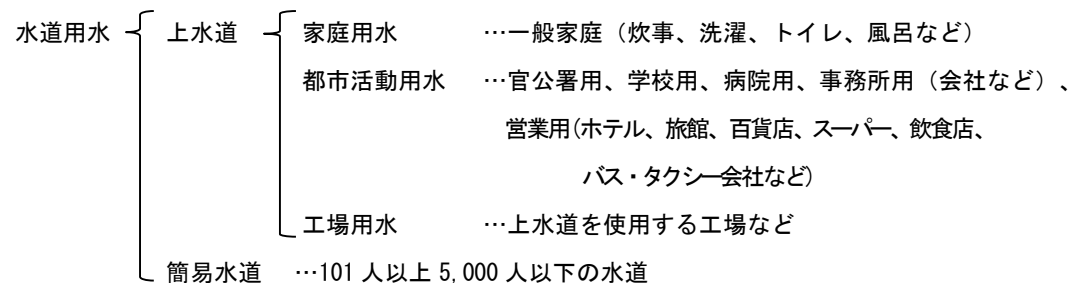 水道用水 上水道 家庭用水 …一般家庭（炊事、洗濯、トイレ、風呂など）
都市活動用水 …官公署用、学校用、病院用、事務所用（会社など）、
営業用(ホテル、旅館、百貨店、スーパー、飲食店、
バス・タクシー会社など)
工場用水 …上水道を使用する工場など
簡易水道 …101 人以上 5,000 人以下の水道